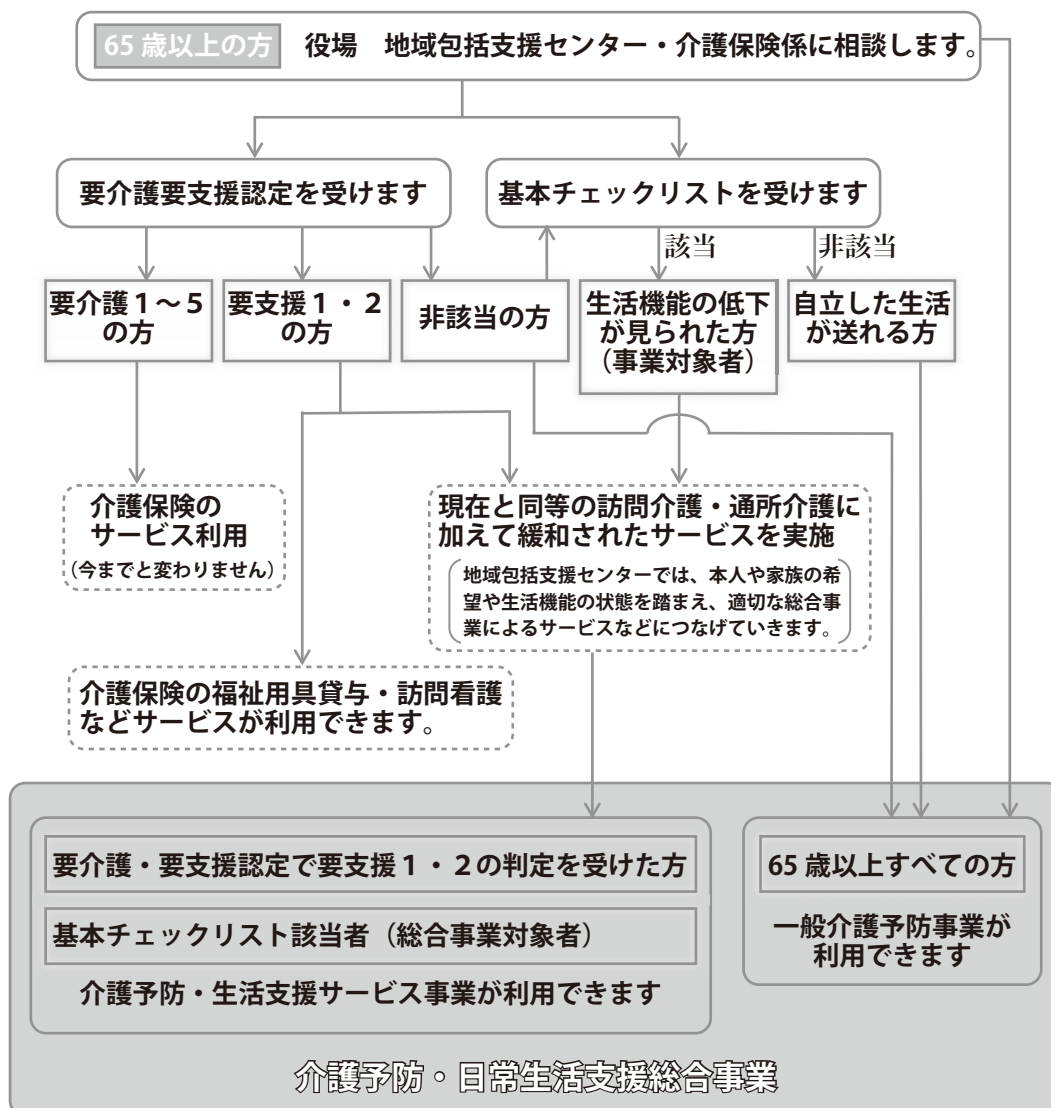 65 歳以上の方　役場　地域包括支援センター・介護保険係に相談します。
要介護要支援認定を受けます
基本チェックリストを受けます
該当
非該当
要介護１〜５
の方
要支援１・２
の方
非該当の方
生活機能の低下
が見られた方
（事業対象者）
自立した生活
が送れる方
介護保険の
サービス利用
（今までと変わりません）
現在と同等の訪問介護・通所介護に
加えて緩和されたサービスを実施
地域包括支援センターでは、本人や家族の希
望や生活機能の状態を踏まえ、適切な総合事
業によるサービスなどにつなげていきます。
介護保険の福祉用具貸与・訪問看護
などサービスが利用できます。
要介護・要支援認定で要支援１・２の判定を受けた方
基本チェックリスト該当者（総合事業対象者）
介護予防・生活支援サービス事業が利用できます
65 歳以上すべての方
一般介護予防事業が
利用できます
介護予防・日常生活支援総合事業